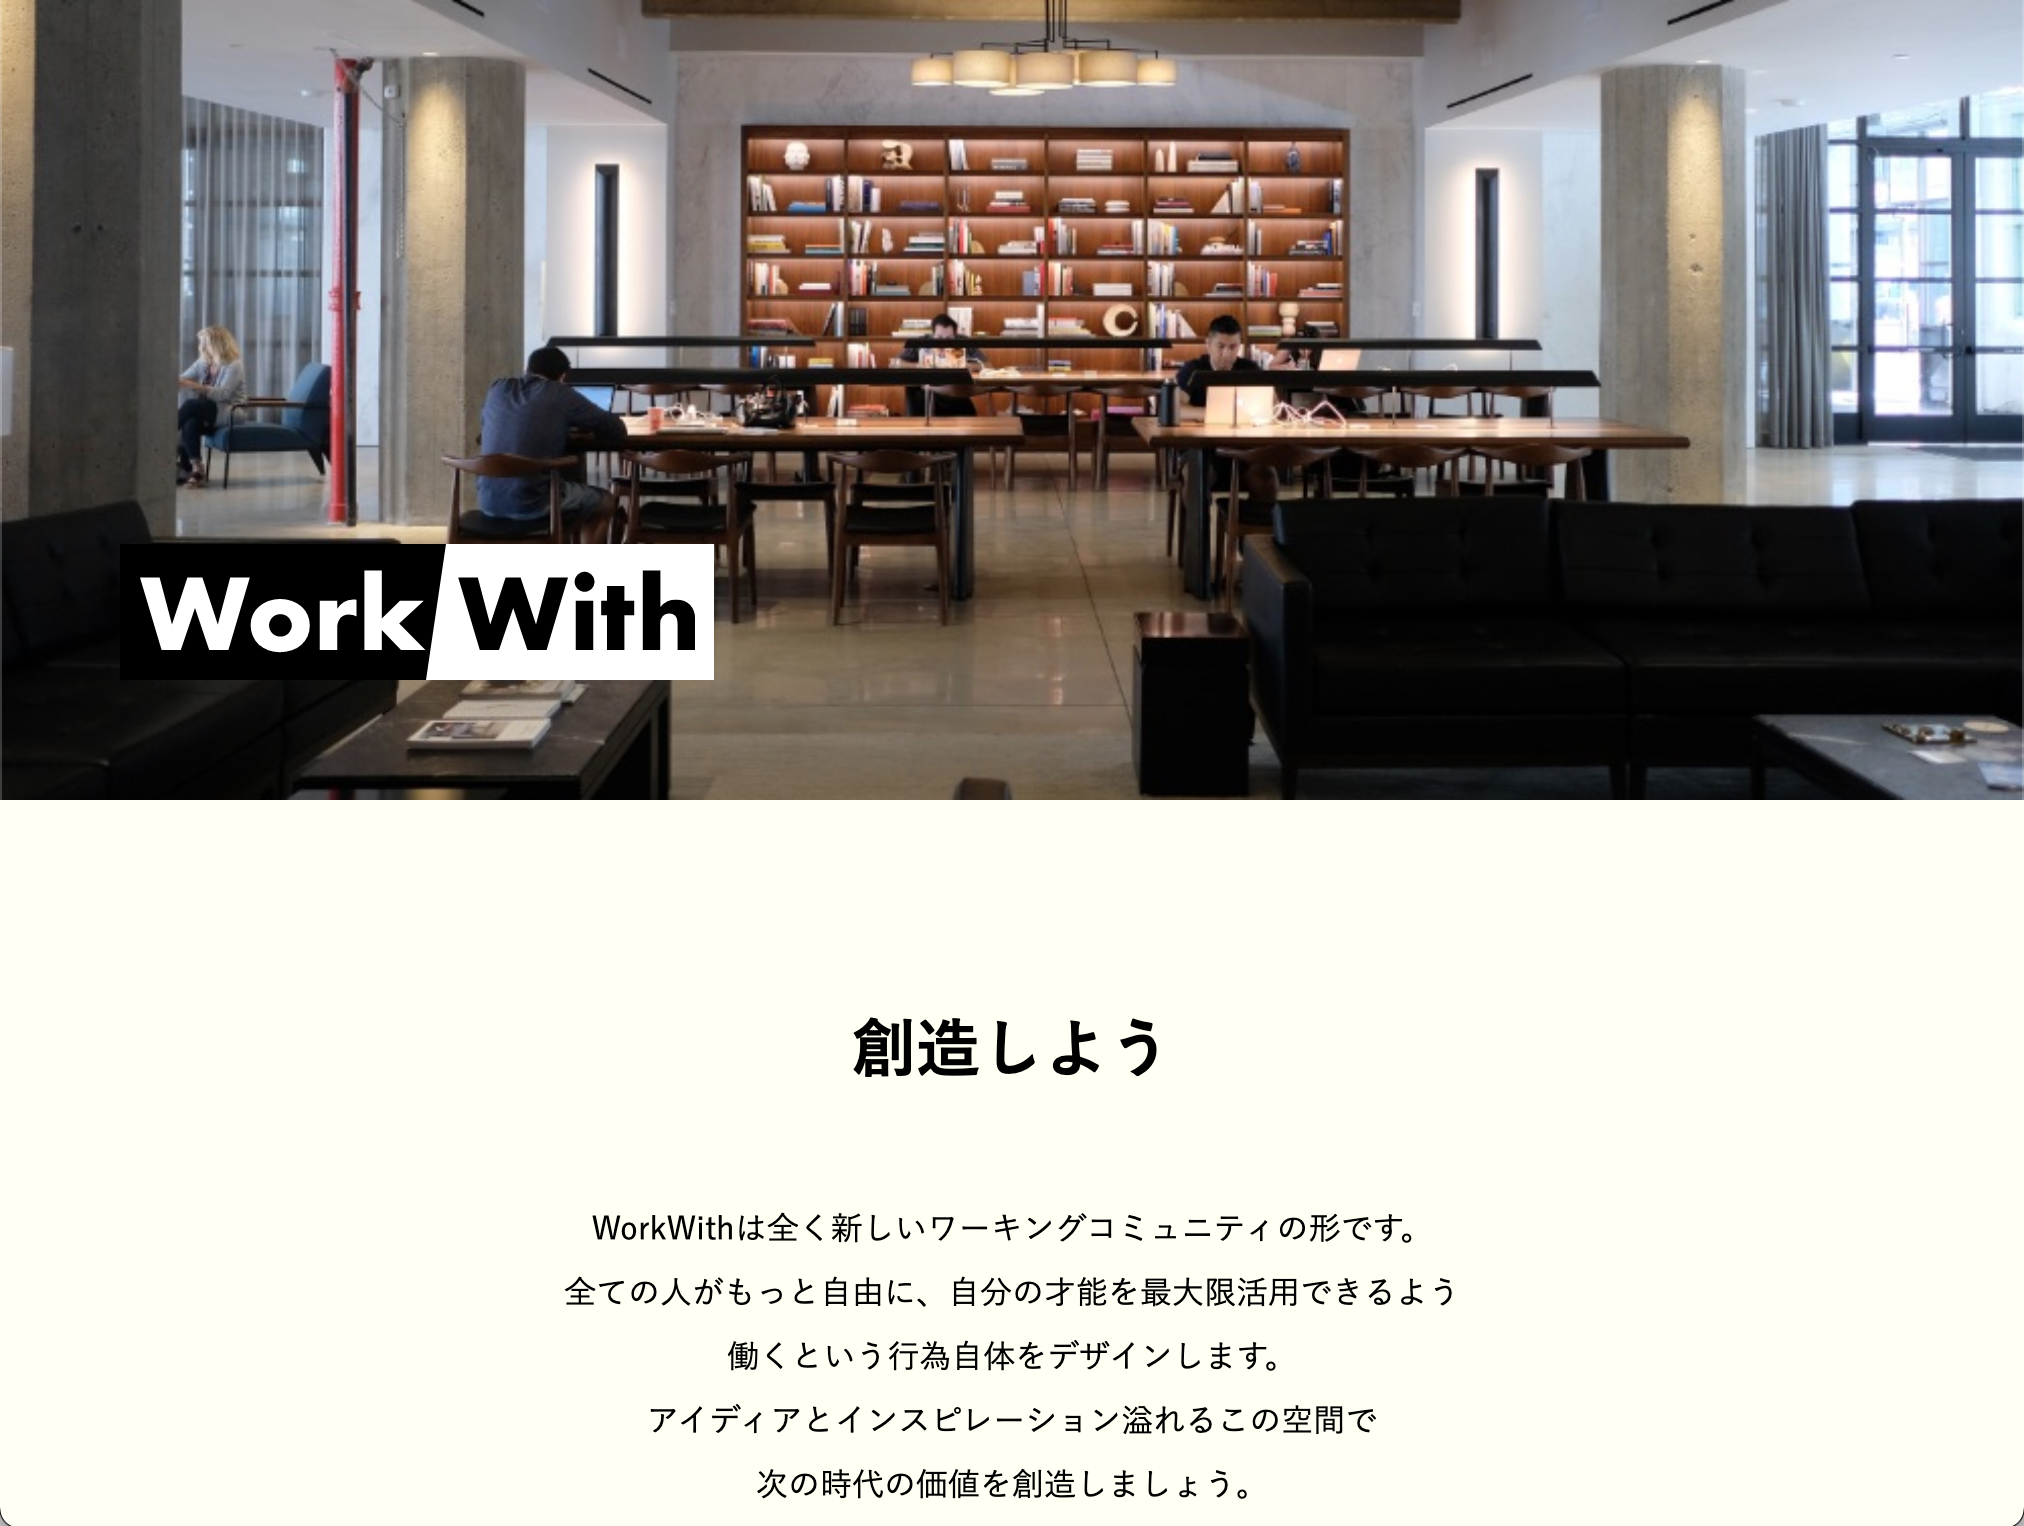 WorkWith
創造しよう
WorkWithは全く新しいワーキングコミュニティの形です。
全ての人がもっと自由に、自分の才能を最大限活用できるよう
働くという行為自体をデザインします。
アイディアとインスピレーション溢れるこの空間で
次の時代の価値を創造しましょう。